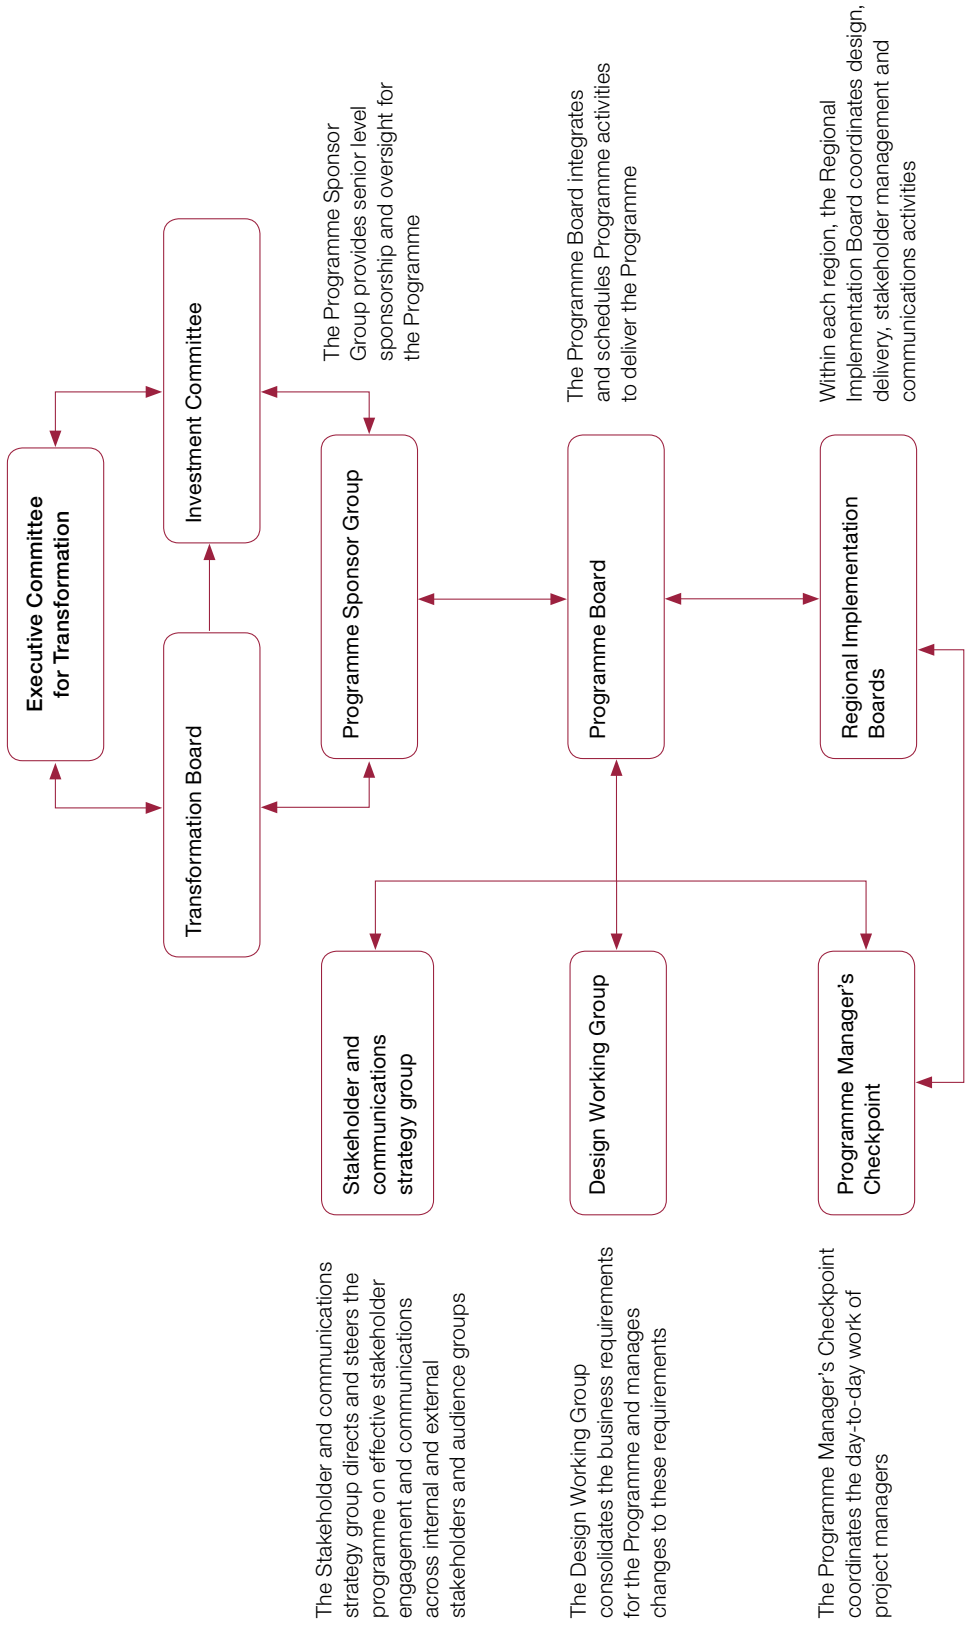 Executive Committee
for Transformation
Transformation Board
Investment Committee
Programme Sponsor Group
The Programme Sponsor
Group provides senior level
sponsorship and oversight for
the Programme
The Stakeholder and communications
strategy group directs and steers the
programme on effective stakeholder
engagement and communications
across internal and external
stakeholders and audience groups
Stakeholder and
communications
strategy group
The Design Working Group
consolidates the business requirements
for the Programme and manages
changes to these requirements
Design Working Group
Programme Board
The Programme Board integrates
and schedules Programme activities
to deliver the Programme
The Programme Manager’s Checkpoint
coordinates the day-to-day work of
project managers
Programme Manager’s
Checkpoint
Regional Implementation
Boards
Within each region, the Regional
Implementation Board coordinates design,
delivery, stakeholder management and
communications activities